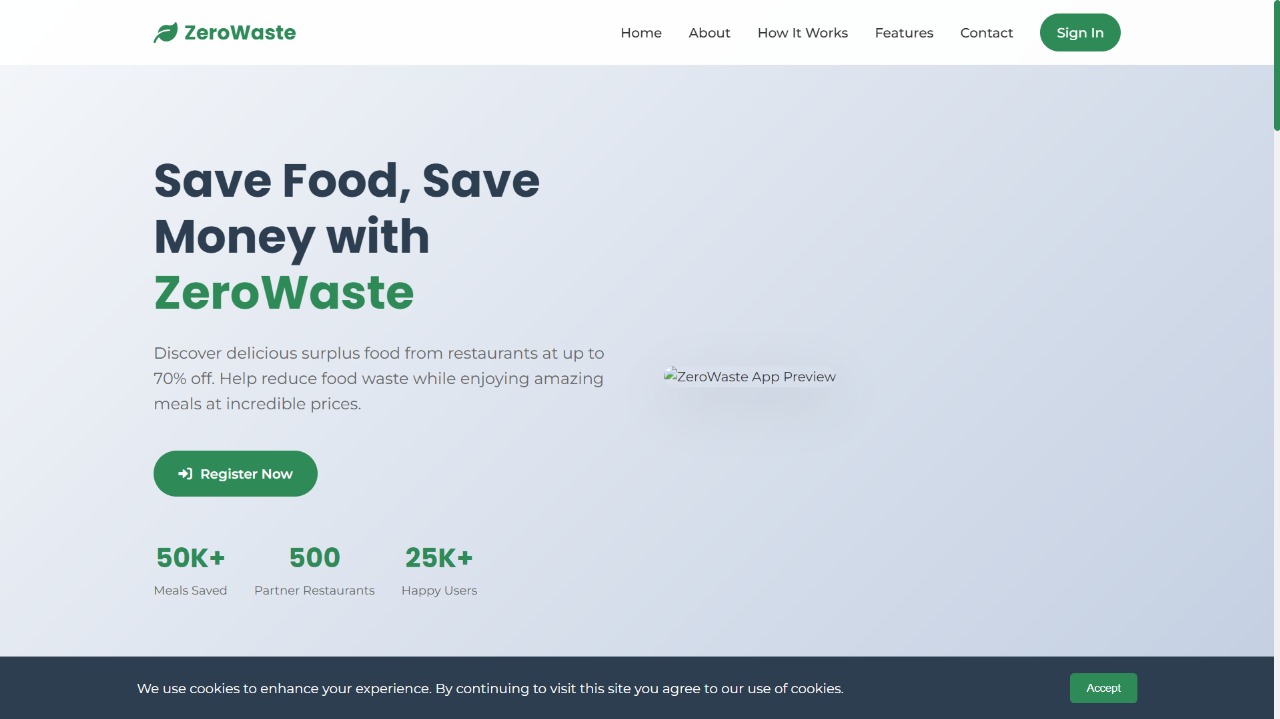 ZeroWaste
Home
About
How It Works
Features
Contact
Sign In
Save Food, Save
Money with
ZeroWaste
Discover delicious surplus food from restaurants at up to
70% off. Help reduce food waste while enjoying amazing
meals at incredible prices.
ZeroWaste App Preview
Register Now
50K+
Meals Saved
500
Partner Restaurants
25K+
Happy Users
We use cookies to enhance your experience. By continuing to visit this site you agree to our use of cookies.
Accept